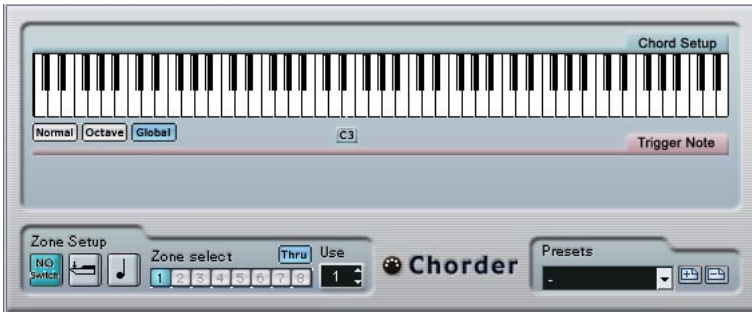 Chord Setup
Normal Octave Global
C3
Trigger Note
Zone Setup
NO
Switch
Zone select
Thru
Use
1 2 3 4 5 6 7 8
1
Chorder
Presets
-